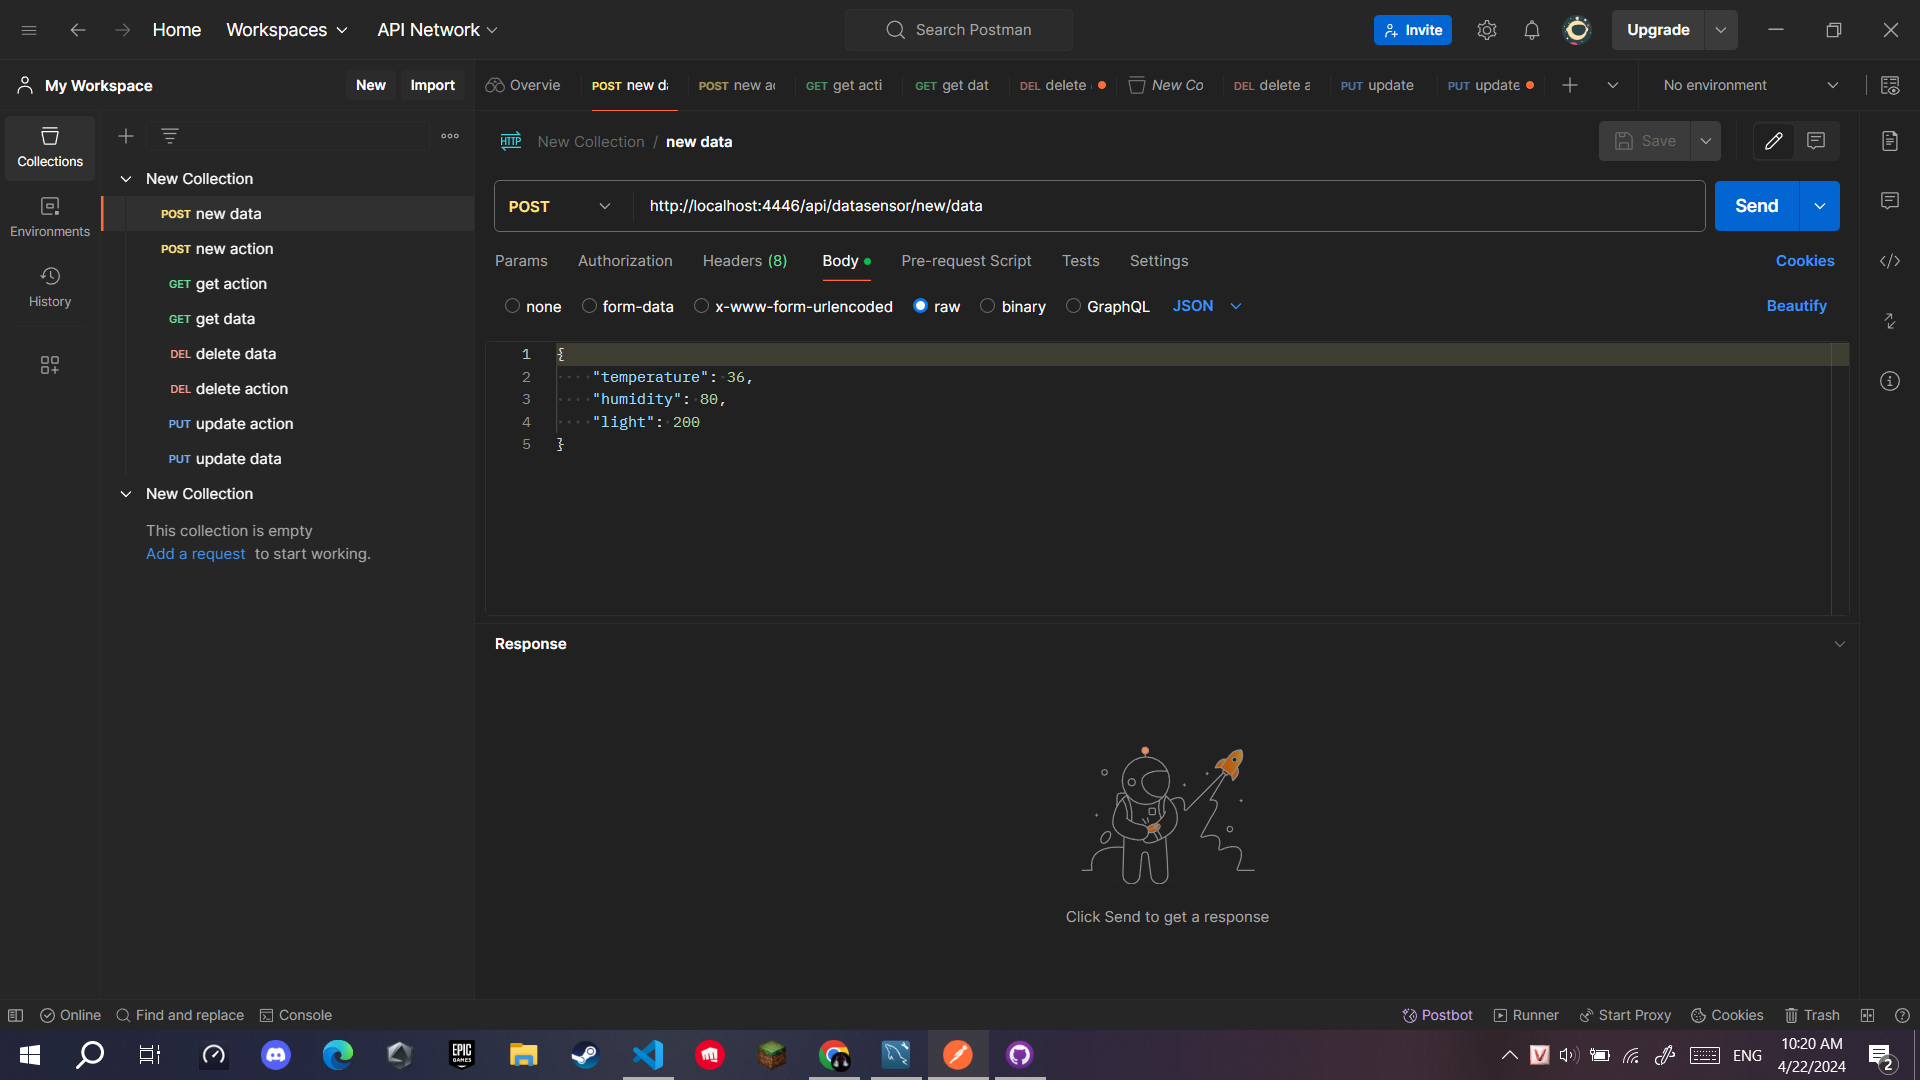 Home
Workspaces
API Network
Search Postman
Invite
Upgrade
My Workspace
New
Import
Overvie
POST new da
POST new ac
GET get acti
GET get dat
DEL delete
New Co
DEL delete a
PUT update
PUT update
No environment
Collections
Environments
History
New Collection
POST new data
POST new action
GET get action
GET get data
DEL delete data
DEL delete action
PUT update action
PUT update data
New Collection
This collection is empty
Add a request to start working.
HTTP
New Collection / new data
Save
POST
http://localhost:4446/api/datasensor/new/data
Send
Params
Authorization
Headers (8)
Body
Pre-request Script
Tests
Settings
Cookies
none
form-data
x-www-form-urlencoded
raw
binary
GraphQL
JSON
Beautify
1 {
2 "temperature": 36,
3 "humidity": 80,
4 "light": 200
5 }
Response
Click Send to get a response
Online
Find and replace
Console
Postbot
Runner
Start Proxy
Cookies
Trash
EPIC
GAMES
V
ENG
10:20 AM
4/22/2024
2